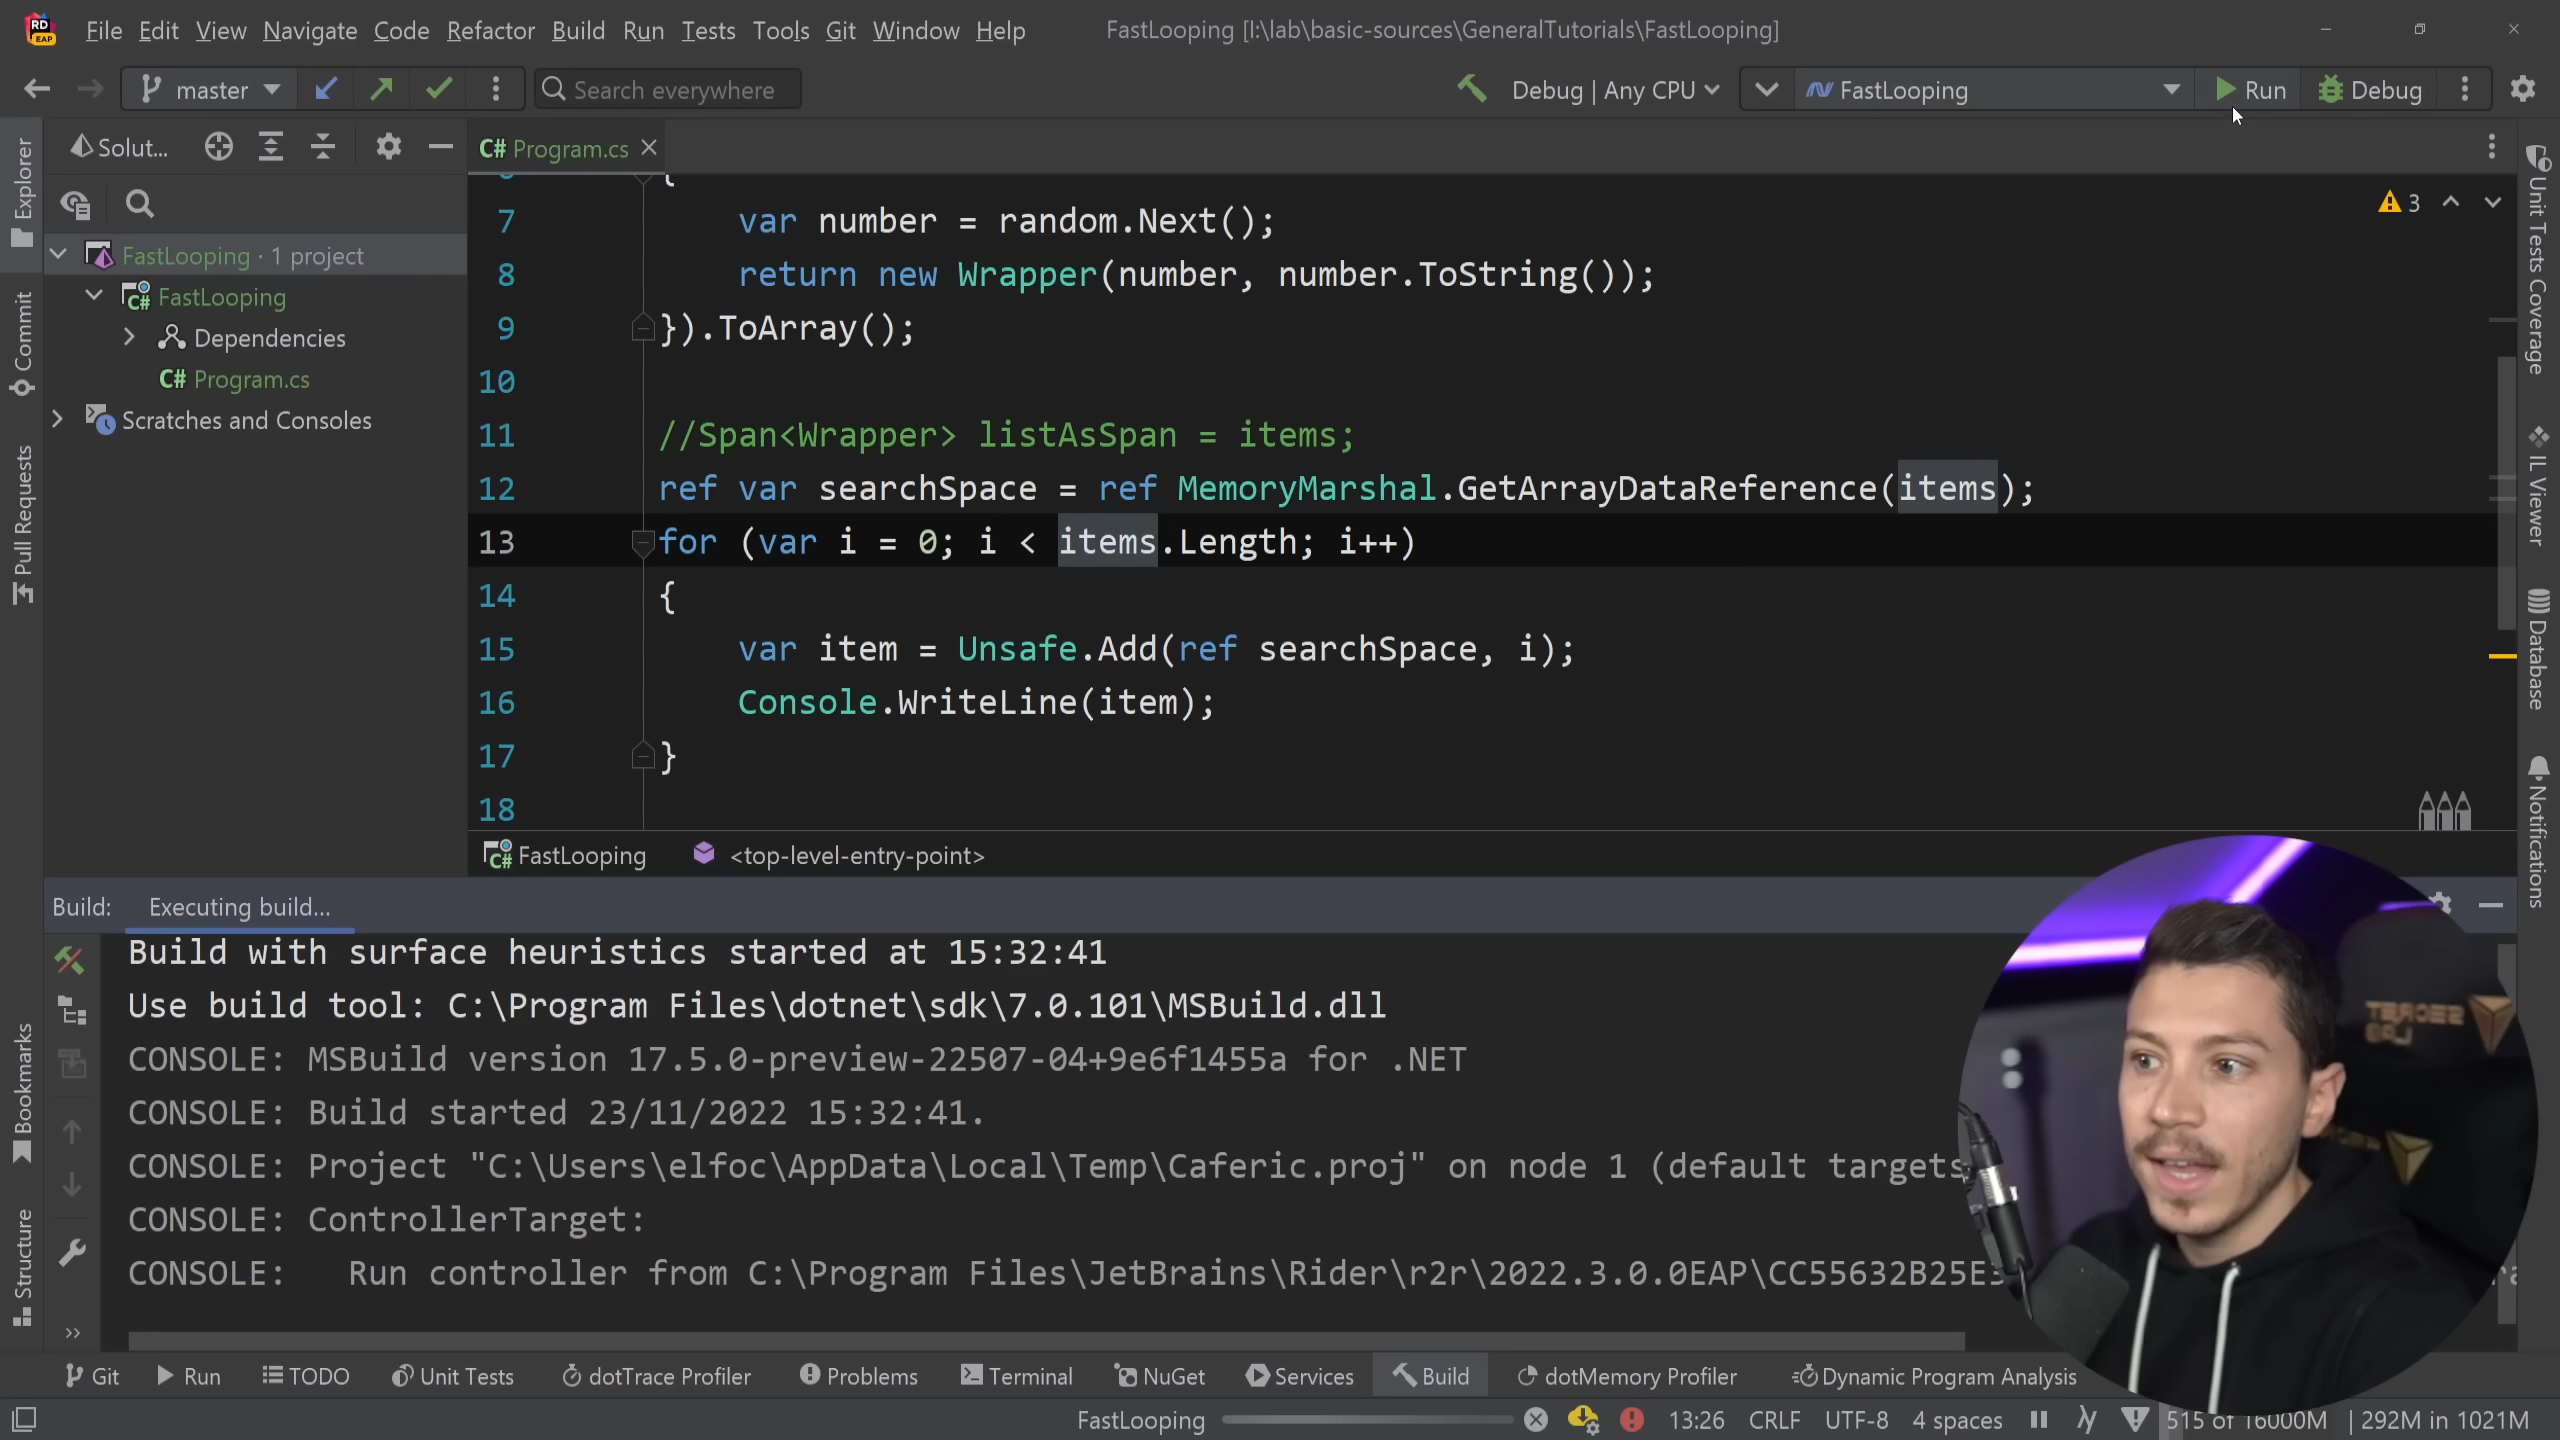 File Edit View Navigate Code Refactor Build Run Tests Tools Git Window Help FastLooping [I:\lab\basic-sources\GeneralTutorials\FastLooping]
master Search everywhere Debug | Any CPU FastLooping Run Debug
Explorer
Commit
Pull Requests
Bookmarks
Structure
Solut...
FastLooping · 1 project
FastLooping
Dependencies
C# Program.cs
Scratches and Consoles
C# Program.cs
3
{
7 var number = random.Next();
8 return new Wrapper(number, number.ToString());
9 }).ToArray();
10
11 //Span<Wrapper> listAsSpan = items;
12 ref var searchSpace = ref MemoryMarshal.GetArrayDataReference(items);
13 for (var i = 0; i < items.Length; i++)
14 {
15 var item = Unsafe.Add(ref searchSpace, i);
16 Console.WriteLine(item);
17 }
18
FastLooping <top-level-entry-point>
Unit Tests Coverage
IL Viewer
Database
Notifications
Build: Executing build...
Build with surface heuristics started at 15:32:41
Use build tool: C:\Program Files\dotnet\sdk\7.0.101\MSBuild.dll
CONSOLE: MSBuild version 17.5.0-preview-22507-04+9e6f1455a for .NET
CONSOLE: Build started 23/11/2022 15:32:41.
CONSOLE: Project "C:\Users\elfoc\AppData\Local\Temp\Caferic.proj" on node 1 (default targets
CONSOLE: ControllerTarget:
CONSOLE: Run controller from C:\Program Files\JetBrains\Rider\r2r\2022.3.0.0EAP\CC55632B25E3
Git Run TODO Unit Tests dotTrace Profiler Problems Terminal NuGet Services Build dotMemory Profiler Dynamic Program Analysis
FastLooping 13:26 CRLF UTF-8 4 spaces 515 of 16000M 292M in 1021M